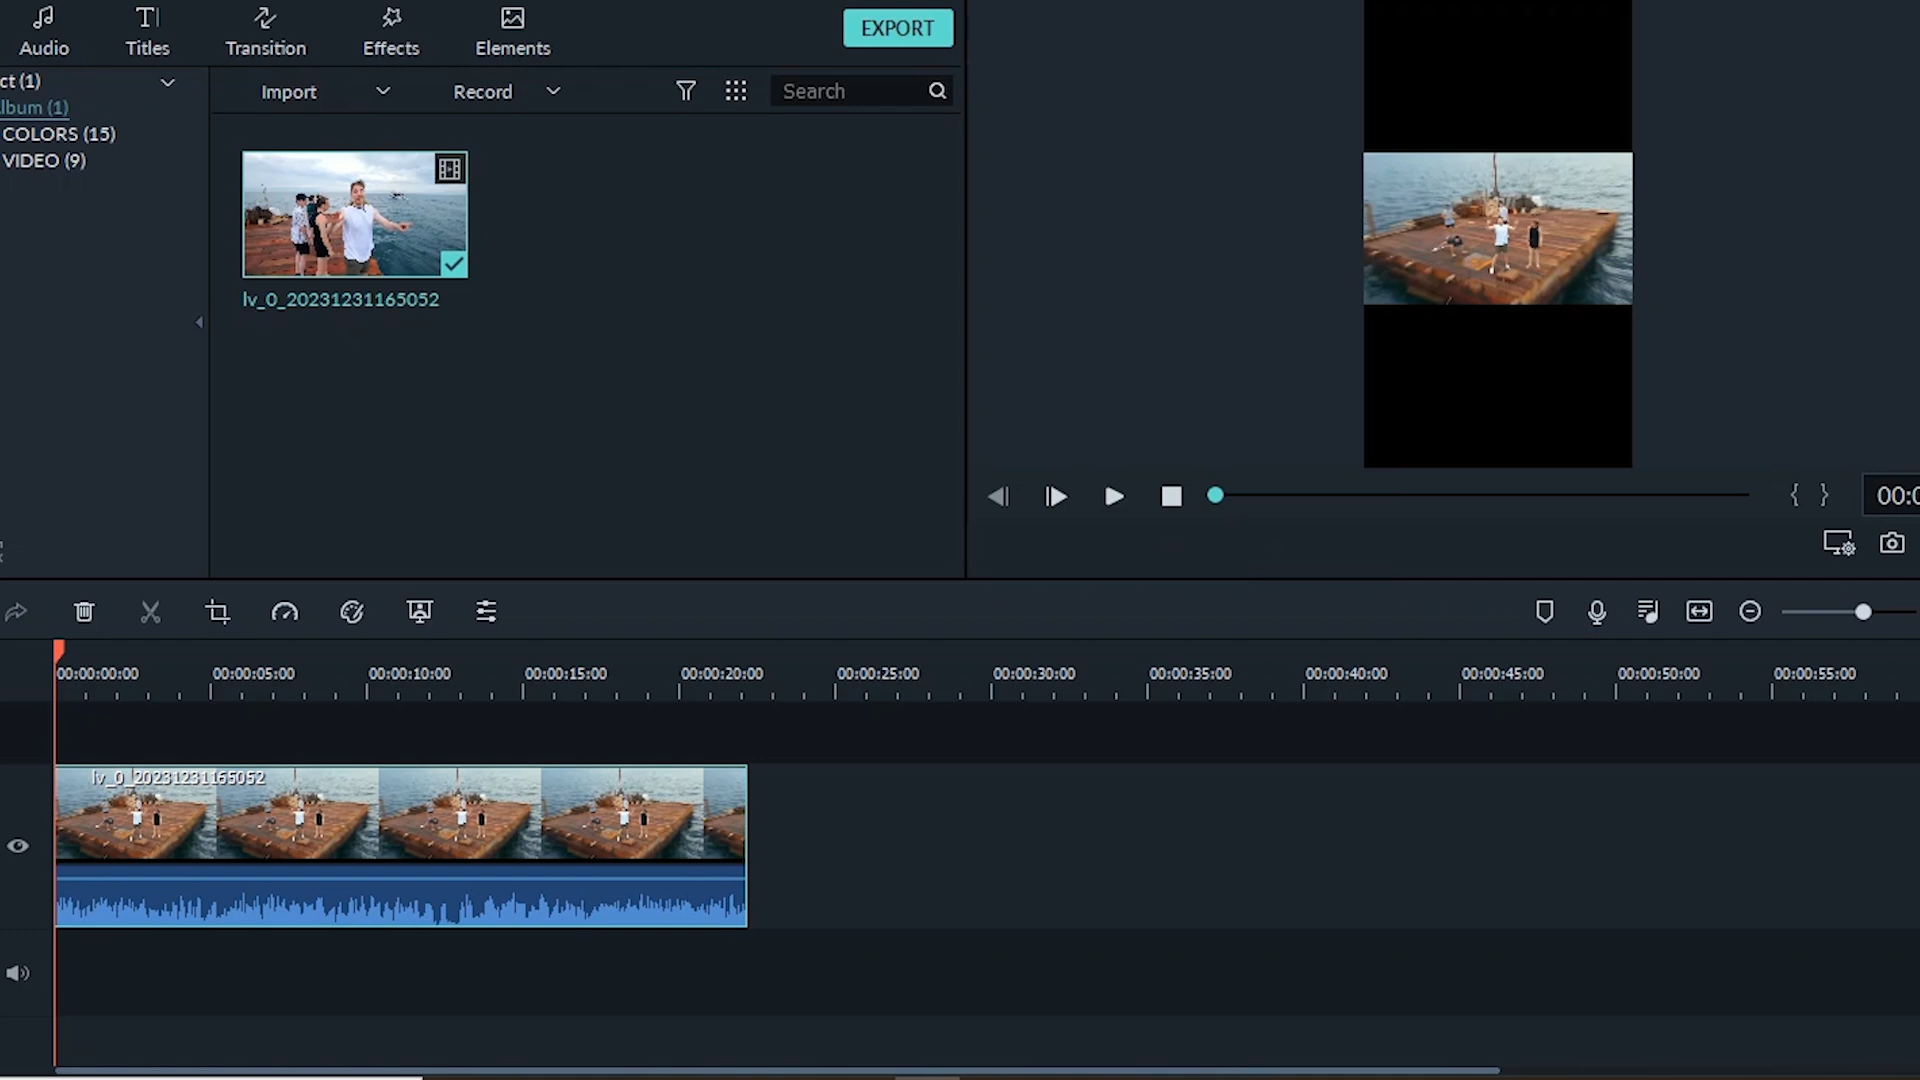 Audio
Titles
Transition
Effects
Elements
EXPORT
ct (1)
lbum (1)
COLORS (15)
VIDEO (9)
Import
Record
Search
lv_0_20231231165052
00:0
00:00:00:00
00:00:05:00
00:00:10:00
00:00:15:00
00:00:20:00
00:00:25:00
00:00:30:00
00:00:35:00
00:00:40:00
00:00:45:00
00:00:50:00
00:00:55:00
lv_0_20231231165052